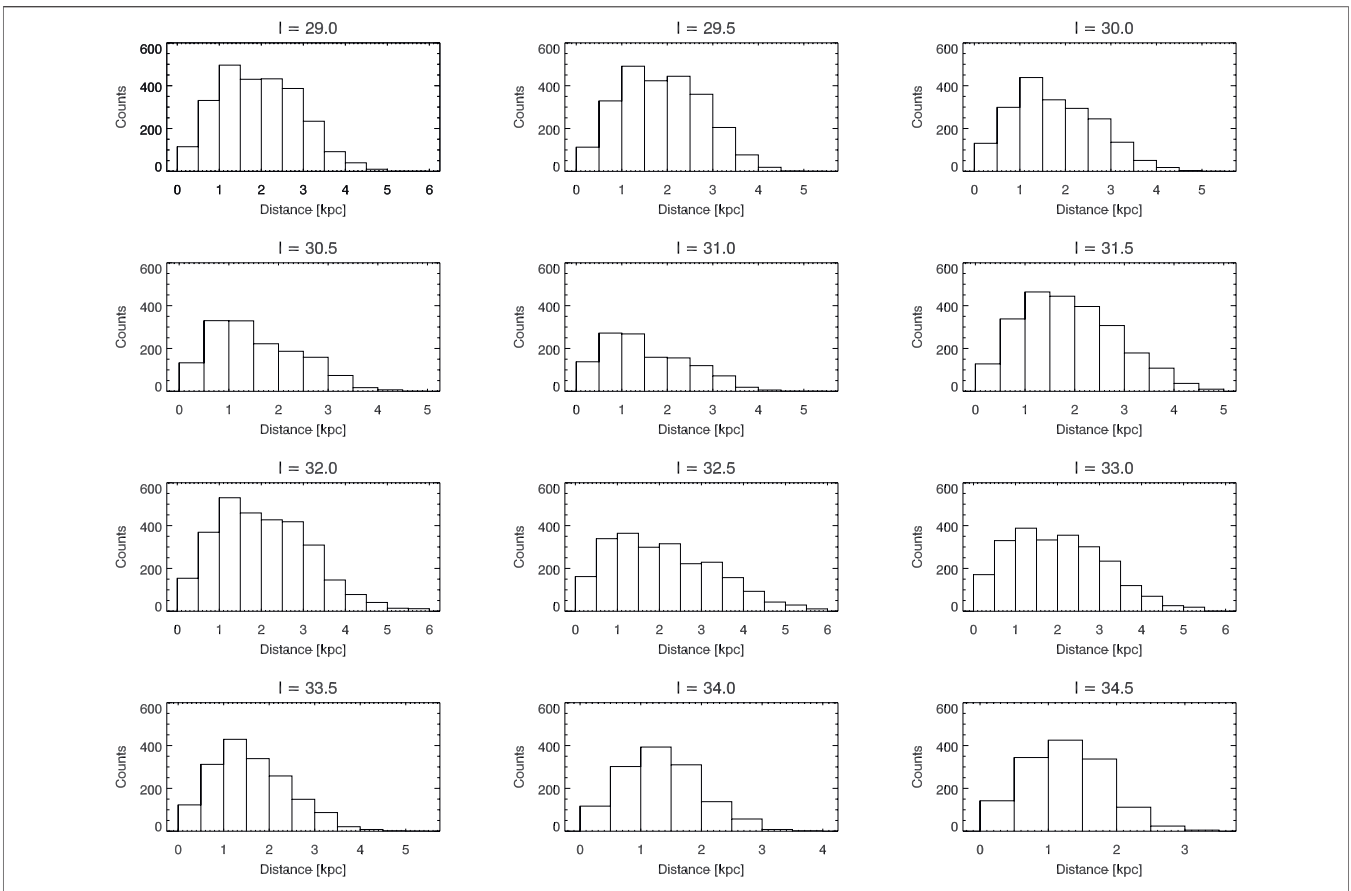 l = 29.0 l = 29.5 l = 30.0
600 600 600
400 400 400
200 200 200
0 0 0
Counts Counts Counts
0 1 2 3 4 5 6 0 1 2 3 4 5 0 1 2 3 4 5
Distance [kpc] Distance [kpc] Distance [kpc]
l = 30.5 l = 31.0 l = 31.5
600 600 600
400 400 400
200 200 200
0 0 0
Counts Counts Counts
0 1 2 3 4 5 0 1 2 3 4 5 0 1 2 3 4 5
Distance [kpc] Distance [kpc] Distance [kpc]
l = 32.0 l = 32.5 l = 33.0
600 600 600
400 400 400
200 200 200
0 0 0
Counts Counts Counts
0 1 2 3 4 5 6 0 1 2 3 4 5 6 0 1 2 3 4 5 6
Distance [kpc] Distance [kpc] Distance [kpc]
l = 33.5 l = 34.0 l = 34.5
600 600 600
400 400 400
200 200 200
0 0 0
Counts Counts Counts
0 1 2 3 4 5 0 1 2 3 4 0 1 2 3
Distance [kpc] Distance [kpc] Distance [kpc]